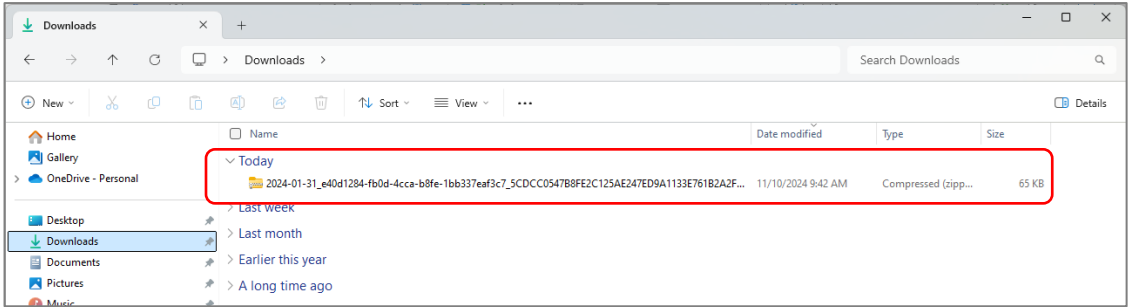 Downloads
Downloads
Search Downloads
New Sort View ... Details
Name Date modified Type Size
Home
Gallery
OneDrive - Personal
Desktop
Downloads
Documents
Pictures
Music
Today
2024-01-31_e40d1284-fb0d-4cca-b8fe-1bb337eaf3c7_5CDCC0547B8FE2C125AE247ED9A1133E761B2A2F... 11/10/2024 9:42 AM Compressed (zipp... 65 KB
Last week
Last month
Earlier this year
A long time ago